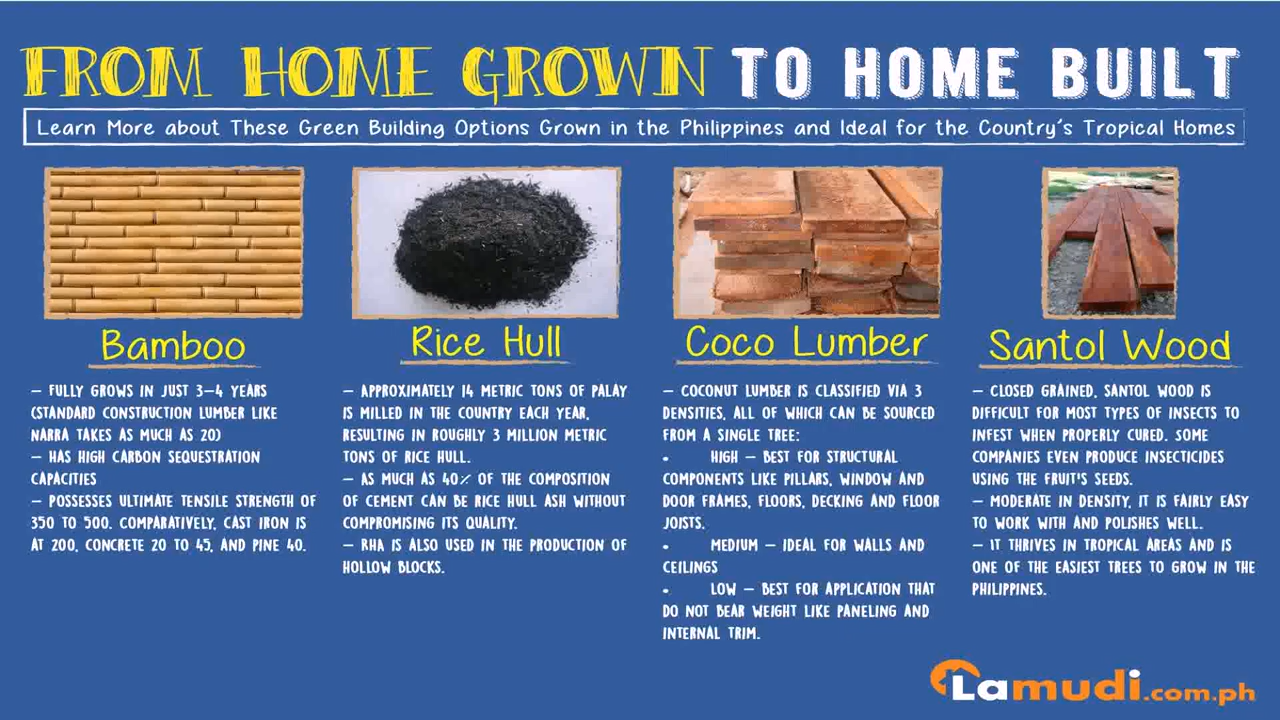 FROM HOME GROWN TO HOME BUILT
Learn More about These Green Building Options Grown in the Philippines and Ideal for the Country's Tropical Homes
Bamboo
– FULLY GROWS IN JUST 3-4 YEARS
(STANDARD CONSTRUCTION LUMBER LIKE
NARRA TAKES AS MUCH AS 20)
– HAS HIGH CARBON SEQUESTRATION
CAPACITIES
– POSSESSES ULTIMATE TENSILE STRENGTH OF
350 TO 500. COMPARATIVELY, CAST IRON IS
AT 200, CONCRETE 20 TO 45, AND PINE 40.
Rice Hull
– APPROXIMATELY 14 METRIC TONS OF PALAY
IS MILLED IN THE COUNTRY EACH YEAR,
RESULTING IN ROUGHLY 3 MILLION METRIC
TONS OF RICE HULL.
– AS MUCH AS 40% OF THE COMPOSITION
OF CEMENT CAN BE RICE HULL ASH WITHOUT
COMPROMISING ITS QUALITY.
– RHA IS ALSO USED IN THE PRODUCTION OF
HOLLOW BLOCKS.
Coco Lumber
– COCONUT LUMBER IS CLASSIFIED VIA 3
DENSITIES, ALL OF WHICH CAN BE SOURCED
FROM A SINGLE TREE:
• HIGH – BEST FOR STRUCTURAL
COMPONENTS LIKE PILLARS, WINDOW AND
DOOR FRAMES, FLOORS, DECKING AND FLOOR
JOISTS.
• MEDIUM – IDEAL FOR WALLS AND
CEILINGS
• LOW – BEST FOR APPLICATION THAT
DO NOT BEAR WEIGHT LIKE PANELING AND
INTERNAL TRIM.
Santol Wood
– CLOSED GRAINED, SANTOL WOOD IS
DIFFICULT FOR MOST TYPES OF INSECTS TO
INFEST WHEN PROPERLY CURED. SOME
COMPANIES EVEN PRODUCE INSECTICIDES
USING THE FRUIT'S SEEDS.
– MODERATE IN DENSITY, IT IS FAIRLY EASY
TO WORK WITH AND POLISHES WELL.
– IT THRIVES IN TROPICAL AREAS AND IS
ONE OF THE EASIEST TREES TO GROW IN THE
PHILIPPINES.
Lamudi.com.ph